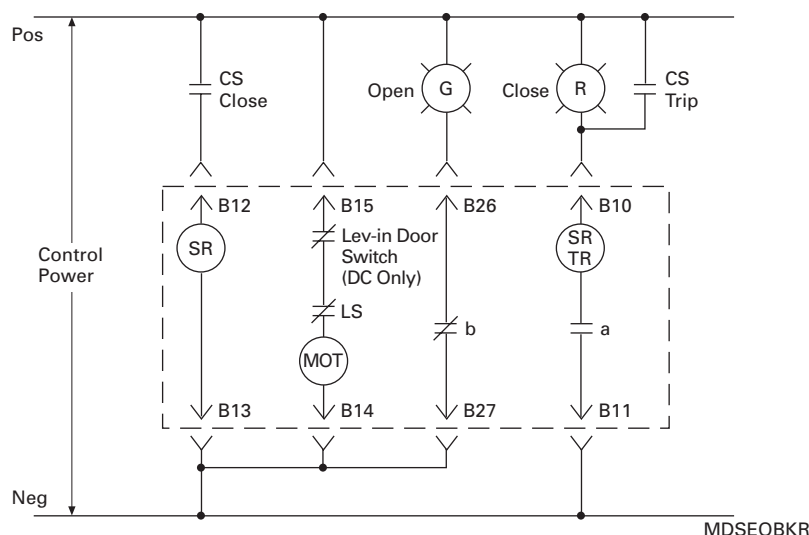 Pos
CS
Close
Open
G
Close
R
CS
Trip
B12
B15
B26
B10
SR
Lev-in Door
Switch
(DC Only)
SR
TR
Control
Power
LS
b
a
MOT
B13
B14
B27
B11
Neg
MDSEOBKR